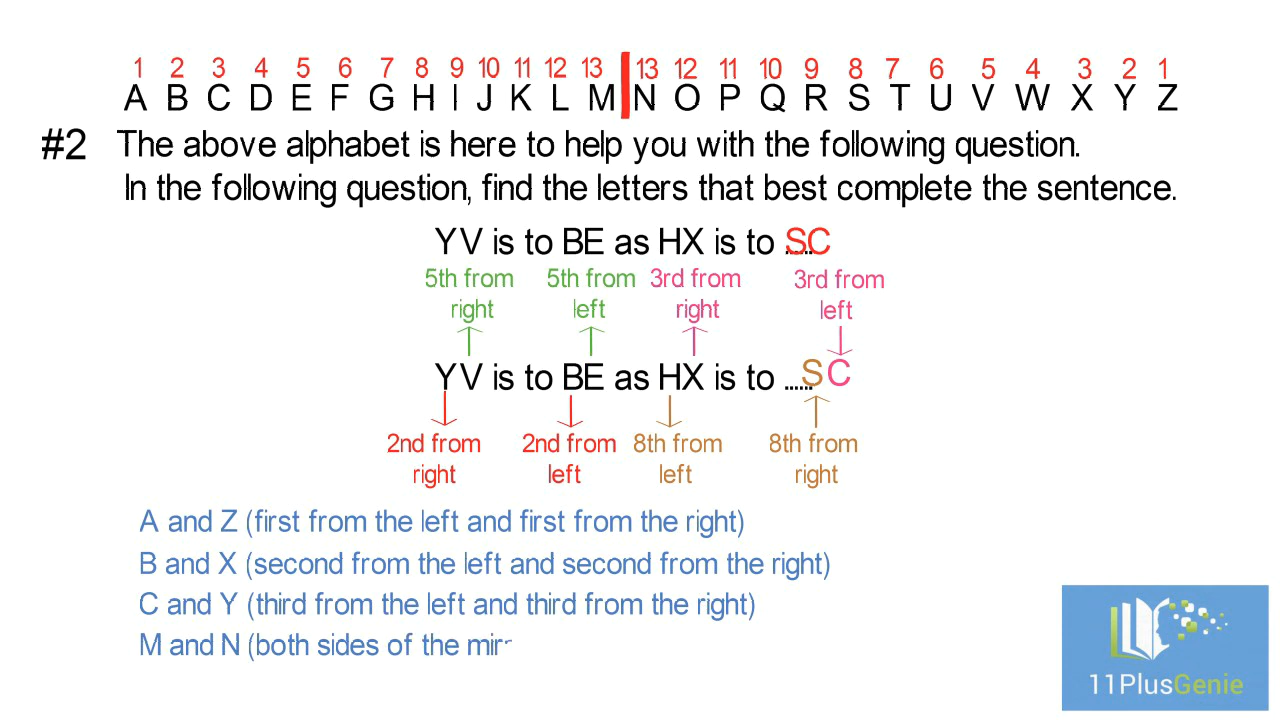 1 2 3 4 5 6 7 8 9 10 11 12 13 13 12 11 10 9 8 7 6 5 4 3 2 1
A B C D E F G H I J K L M N O P Q R S T U V W X Y Z
#2 The above alphabet is here to help you with the following question.
In the following question, find the letters that best complete the sentence.
YV is to BE as HX is to ...... SC
5th from 5th from 3rd from 3rd from
right left right left
YV is to BE as HX is to ...... SC
2nd from 2nd from 8th from 8th from
right left left right
A and Z (first from the left and first from the right)
B and X (second from the left and second from the right)
C and Y (third from the left and third from the right)
M and N (both sides of the mirr
11PlusGenie